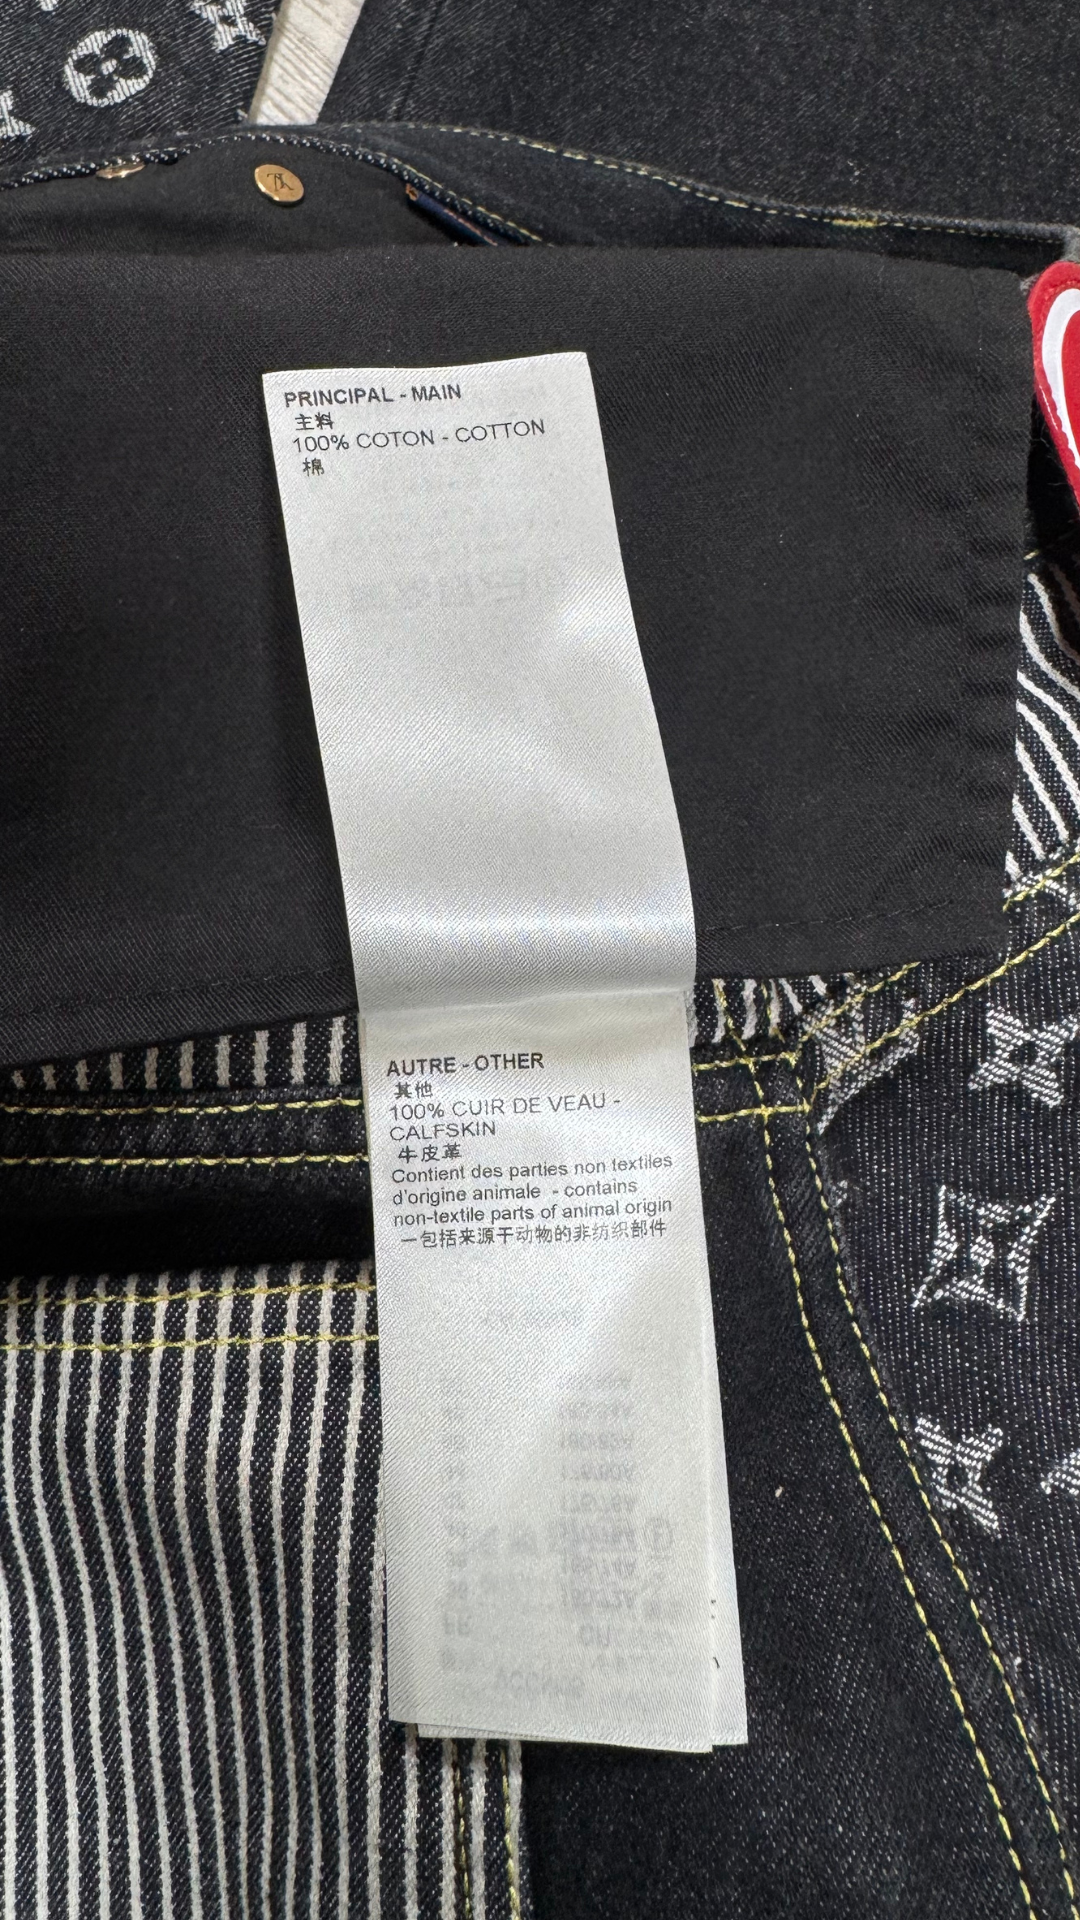 PRINCIPAL - MAIN
主料
100% COTON - COTTON
棉
AUTRE - OTHER
其他
100% CUIR DE VEAU -
CALFSKIN
牛皮革
Contient des parties non textiles
d'origine animale - contains
non-textile parts of animal origin
一包括来源于动物的非纺织部件